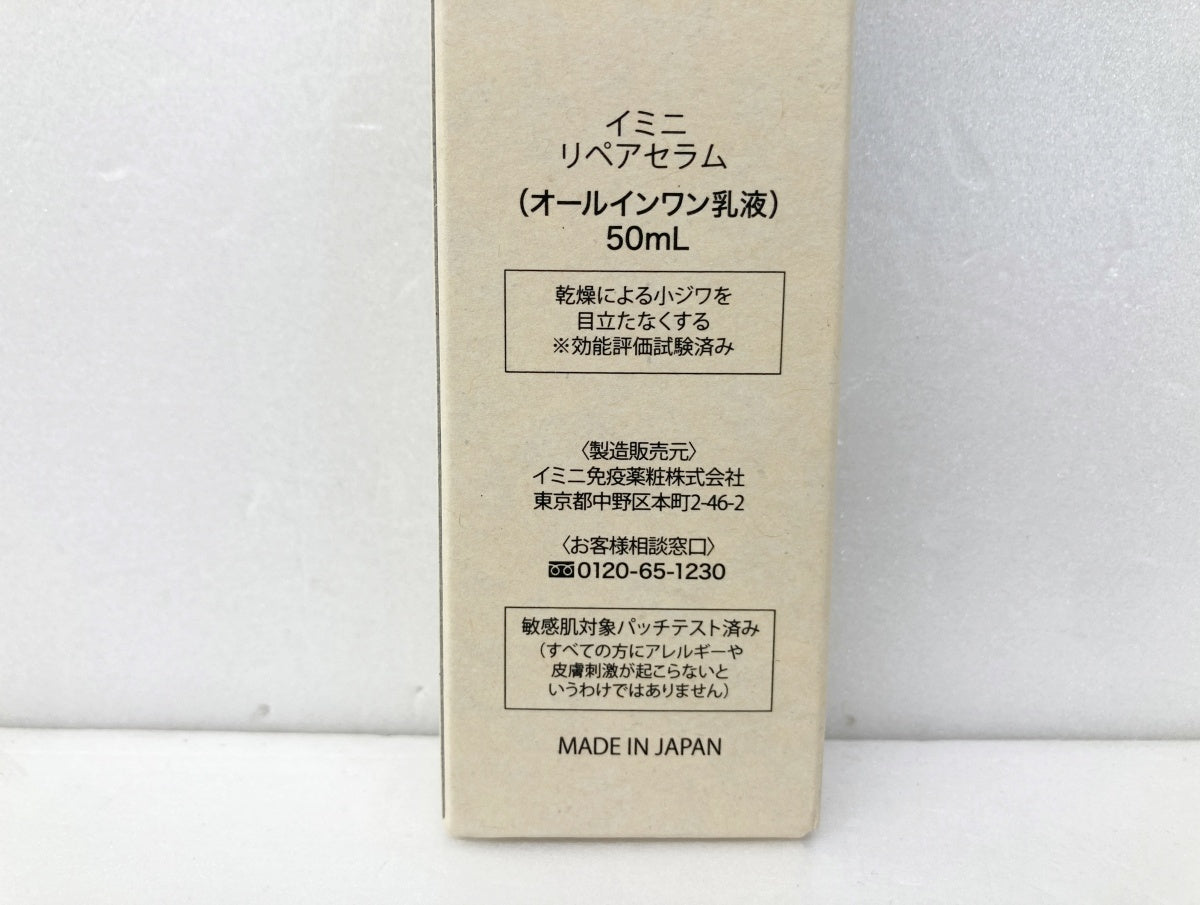 イミニ
リペアセラム
(オールインワン乳液)
50mL
乾燥による小ジワを
目立たなくする
※効能評価試験済み
〈製造販売元〉
イミニ免疫薬粧株式会社
東京都中野区本町2-46-2
〈お客様相談窓口〉
0120-65-1230
敏感肌対象パッチテスト済み
(すべての方にアレルギーや
皮膚刺激が起こらないと
いうわけではありません)
MADE IN JAPAN